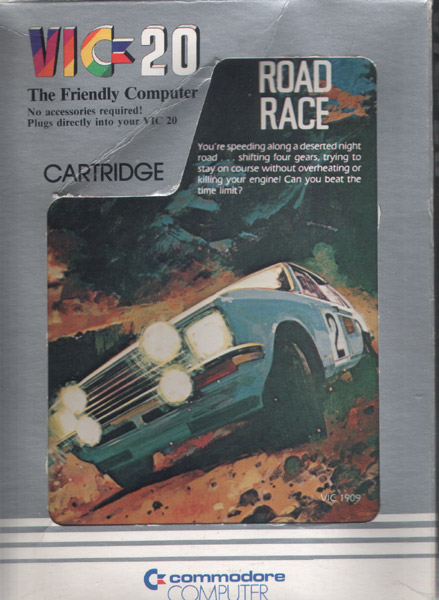 VIC-20
The Friendly Computer
No accessories required!
Plugs directly into your VIC 20
CARTRIDGE
ROAD
RACE
You're speeding along a deserted night
road . . . shifting four gears, trying to
stay on course without overheating or
killing your engine! Can you beat the
time limit?
2
VIC 1909
commodore
COMPUTER